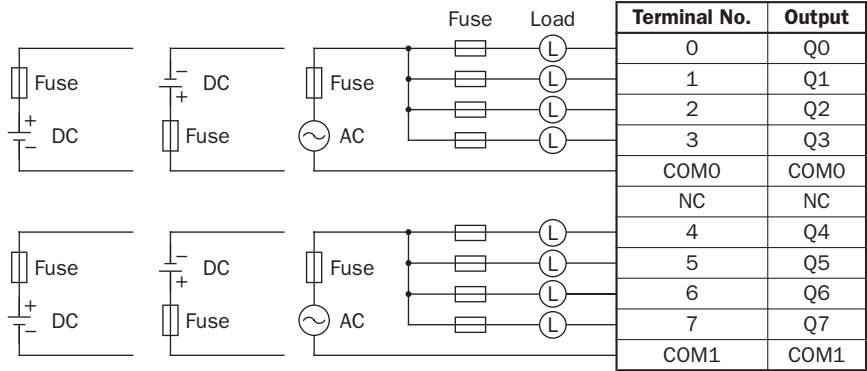 Fuse Load Terminal No. Output
L 0 Q0
Fuse − DC + Fuse L 1 Q1
L 2 Q2
+ − DC Fuse AC L 3 Q3
COM0 COM0
NC NC
L 4 Q4
Fuse − DC + Fuse L 5 Q5
L 6 Q6
+ − DC Fuse AC L 7 Q7
COM1 COM1